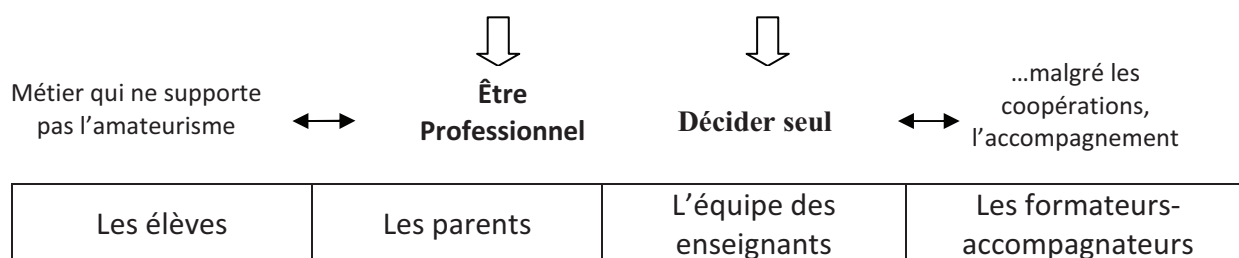 Métier qui ne supporte
pas l’amateurisme
Être
Professionnel
Décider seul
...malgré les
coopérations,
l’accompagnement
Les élèves
Les parents
L’équipe des
enseignants
Les formateurs-
accompagnateurs